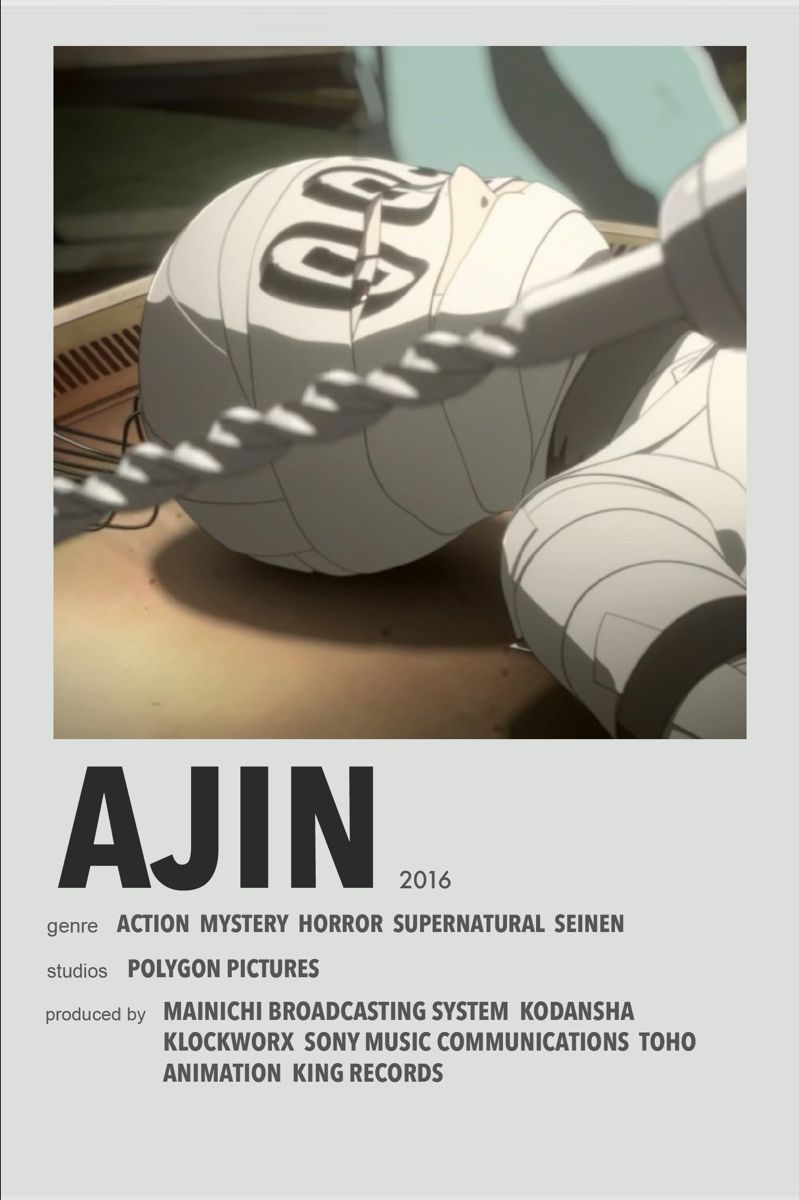 AJIN 2016
genre ACTION MYSTERY HORROR SUPERNATURAL SEINEN
studios POLYGON PICTURES
produced by MAINICHI BROADCASTING SYSTEM KODANSHA
KLOCKWORX SONY MUSIC COMMUNICATIONS TOHO
ANIMATION KING RECORDS